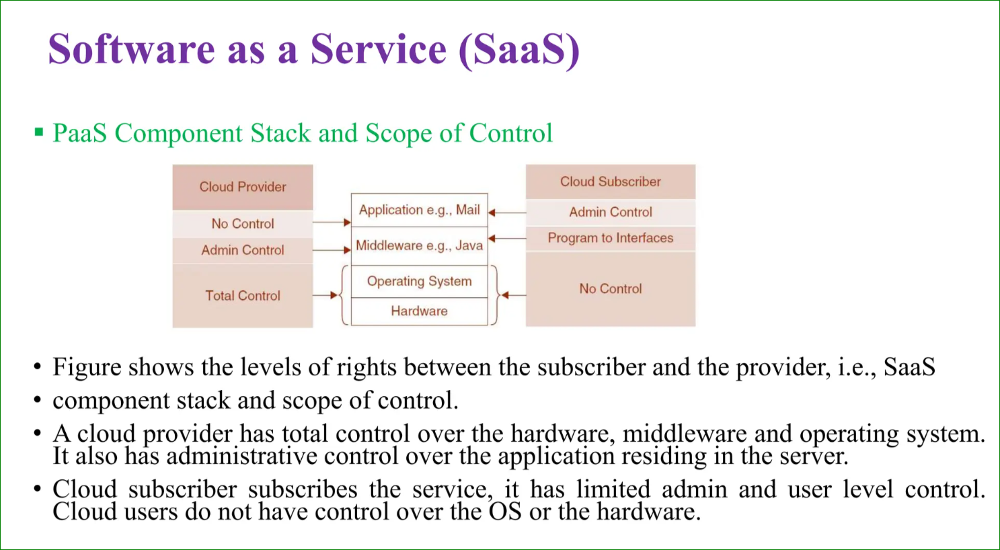 Software as a Service (SaaS)
▪ PaaS Component Stack and Scope of Control
Cloud Provider
No Control
Admin Control
Total Control
Application e.g., Mail
Middleware e.g., Java
Operating System
Hardware
Cloud Subscriber
Admin Control
Program to Interfaces
No Control
• Figure shows the levels of rights between the subscriber and the provider, i.e., SaaS
• component stack and scope of control.
• A cloud provider has total control over the hardware, middleware and operating system.
It also has administrative control over the application residing in the server.
• Cloud subscriber subscribes the service, it has limited admin and user level control.
Cloud users do not have control over the OS or the hardware.